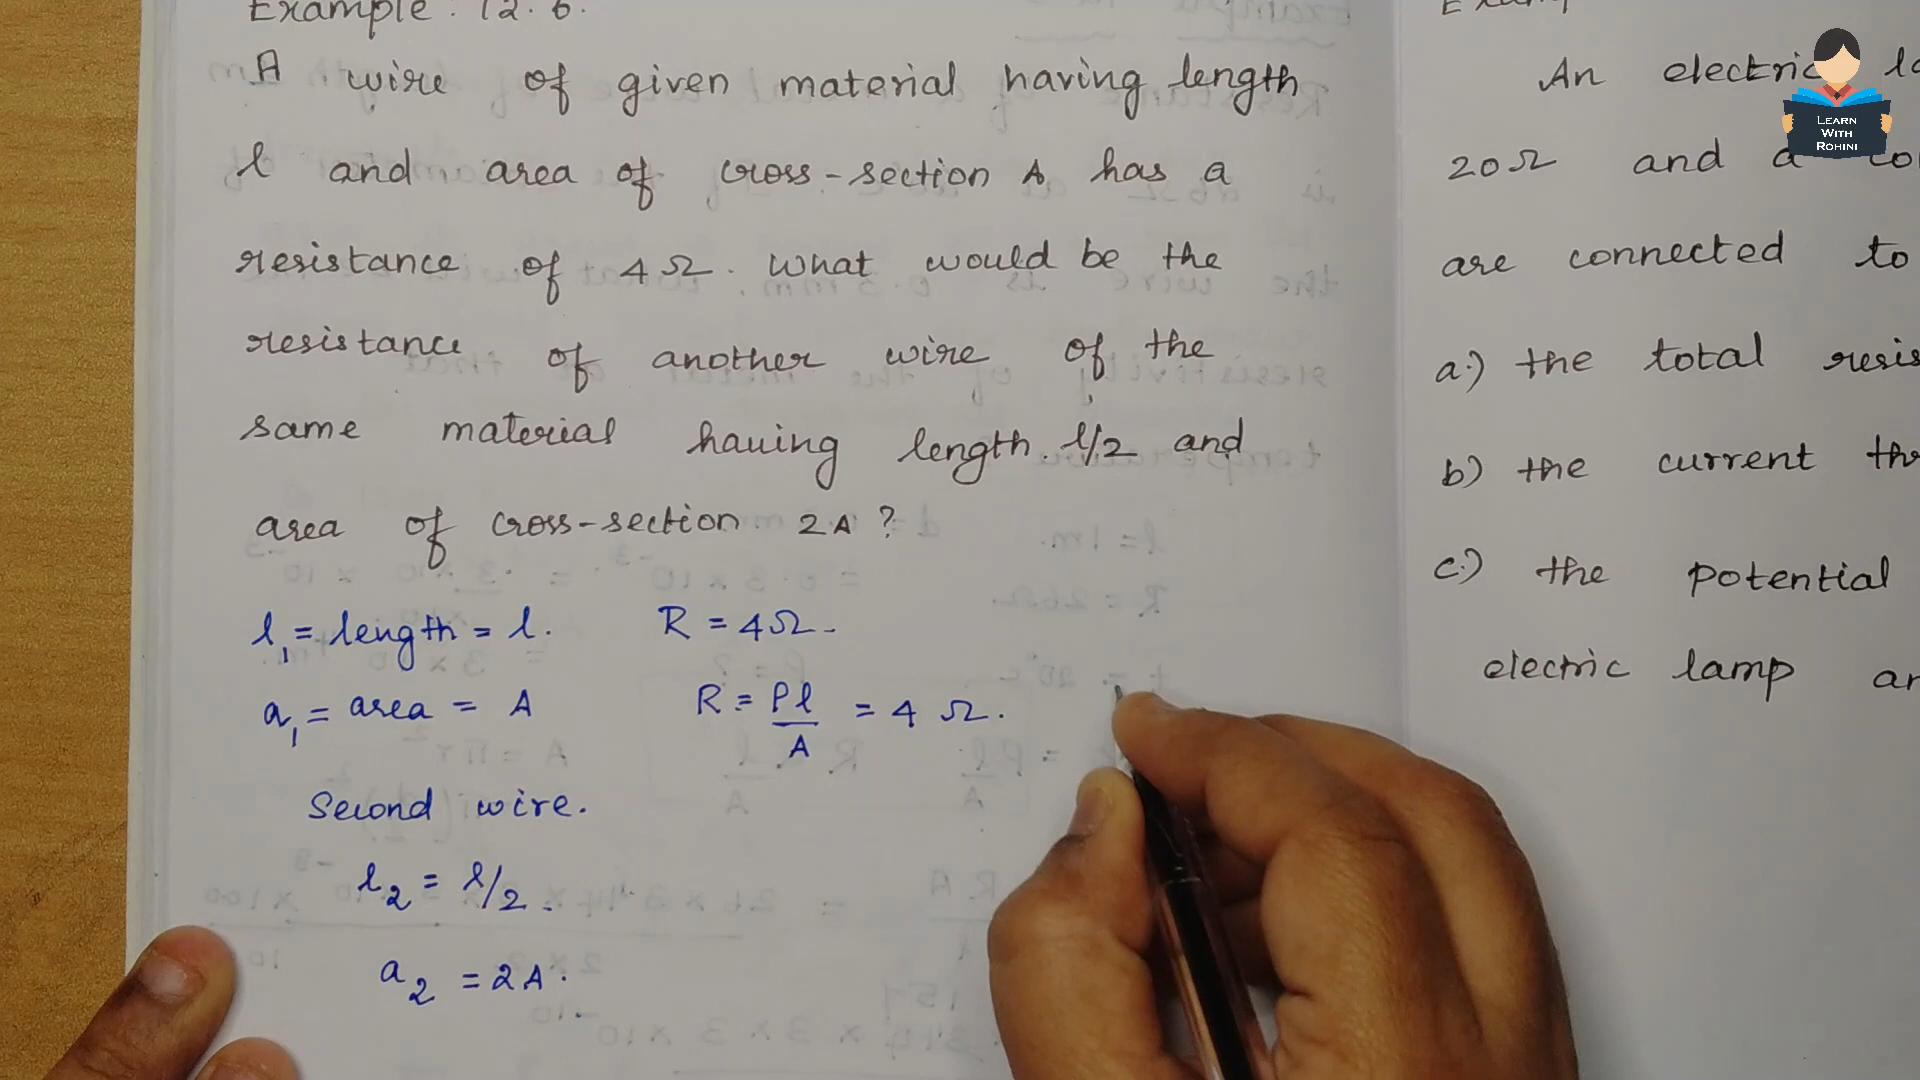 Example. 12.6.
A wire of given material having length
l and area of cross-section A has a
resistance of 4Ω. What would be the
resistance of another wire of the
same material having length l/2 and
area of cross-section 2A?
l₁ = length = l. R = 4Ω.
a₁ = area = A R = Pl/A = 4 Ω.
Second wire.
l₂ = l/2.
a₂ = 2A.
An electric
20Ω and a
are connected to
a.) the total
b) the current
c.) the potential
electric lamp
LEARN
WITH
ROHINI